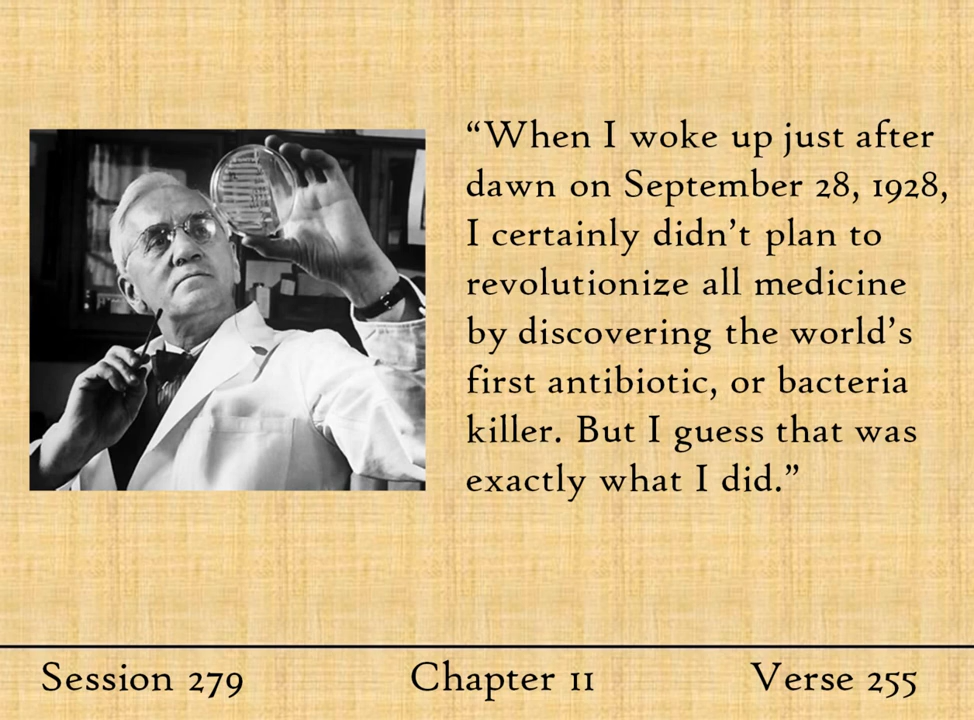 “When I woke up just after
dawn on September 28, 1928,
I certainly didn’t plan to
revolutionize all medicine
by discovering the world’s
first antibiotic, or bacteria
killer. But I guess that was
exactly what I did.”
Session 279 Chapter 11 Verse 255